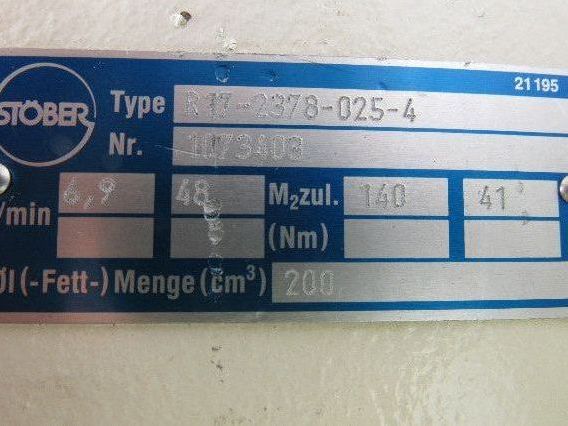 21195
STÖBER
Type R17-2378-025-4
Nr. 1073408
/min 6,9 48 M₂zul. 140 41
(Nm)
Öl (-Fett-) Menge (cm³) 200